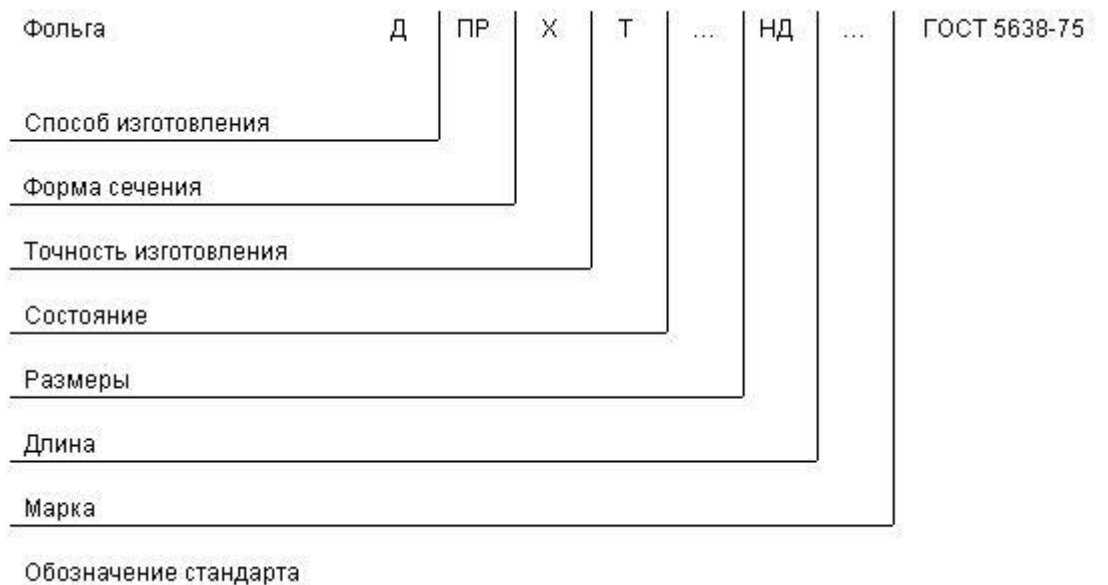 Фольга Д ПР Х Т ... НД ... ГОСТ 5638-75
Способ изготовления
Форма сечения
Точность изготовления
Состояние
Размеры
Длина
Марка
Обозначение стандарта